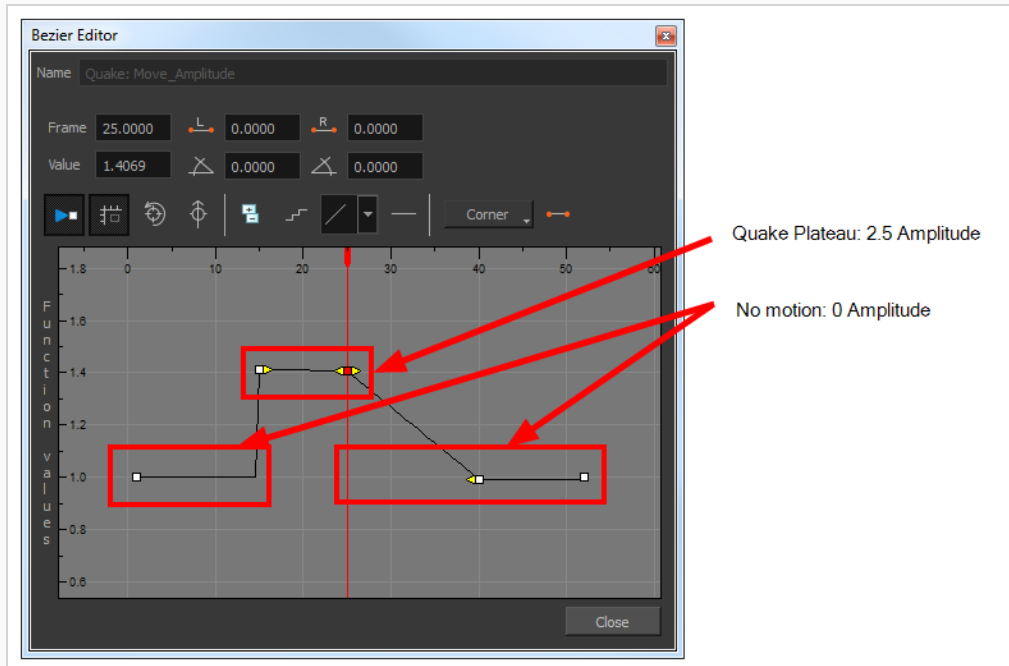 Bezier Editor
Name Quake: Move_Amplitude
Frame 25.0000 L 0.0000 R 0.0000
Value 1.4069 0.0000 0.0000
Corner
Quake Plateau: 2.5 Amplitude
No motion: 0 Amplitude
0 10 20 30 40 50 60
1.8
1.6
1.4
1.2
1.0
0.8
0.6
Function values
Close